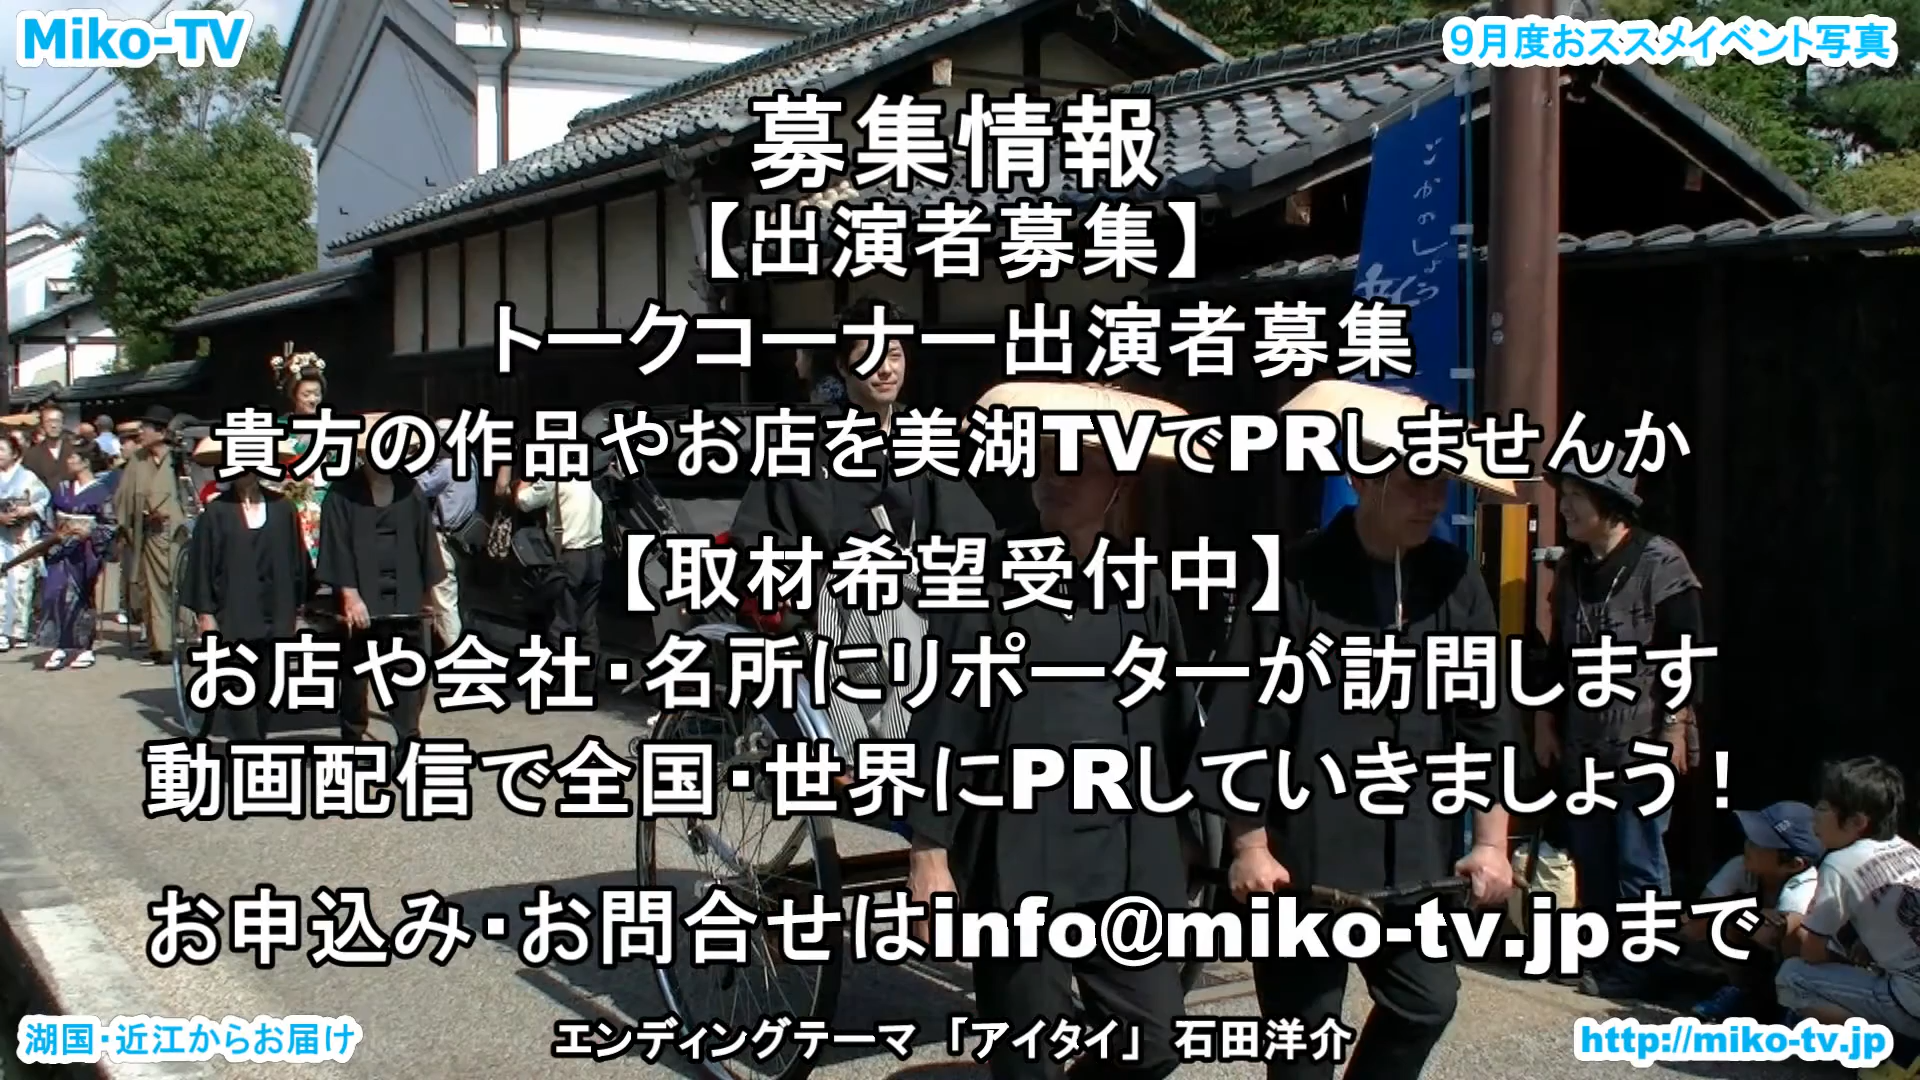 Miko-TV
9月度おススメイベント写真
募集情報
【出演者募集】
トークコーナー出演者募集
貴方の作品やお店を美湖TVでPRしませんか
【取材希望受付中】
お店や会社・名所にリポーターが訪問します
動画配信で全国・世界にPRしていきましょう！
お申込み・お問合せはinfo@miko-tv.jpまで
湖国・近江からお届け
エンディングテーマ 「アイタイ」 石田洋介
http://miko-tv.jp
ごかのしょう